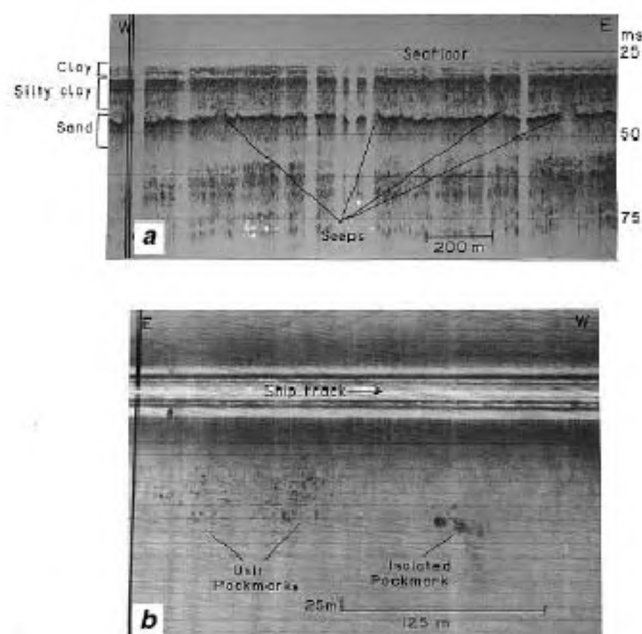 W
E
ms
Seafloor
25
Clay
Silty clay
Sand
50
75
Seeps
200 m
a
E
W
Ship track
Unit
Pockmarks
Isolated
Pockmark
25m
125 m
b